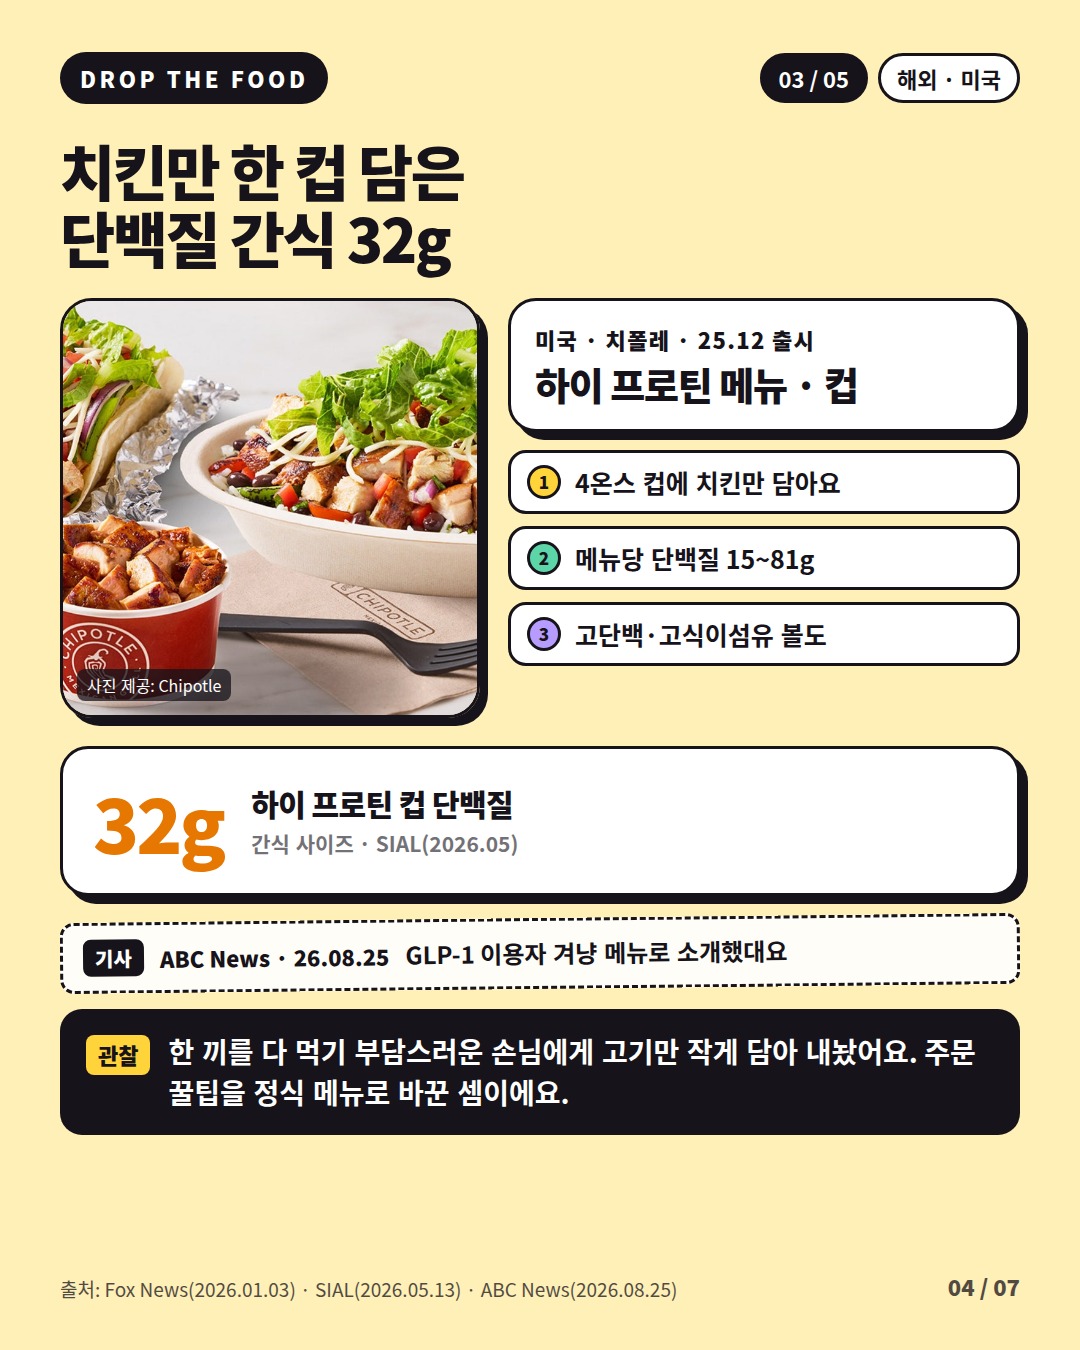 DROP THE FOOD
03 / 05
해외 · 미국
치킨만 한 컵 담은
단백질 간식 32g
CHIPOTLE
CHIPOTLE
사진 제공: Chipotle
미국 · 치폴레 · 25.12 출시
하이 프로틴 메뉴 · 컵
1 4온스 컵에 치킨만 담아요
2 메뉴당 단백질 15~81g
3 고단백·고식이섬유 볼도
32g
하이 프로틴 컵 단백질
간식 사이즈 · SIAL(2026.05)
기사 ABC News · 26.08.25 GLP-1 이용자 겨냥 메뉴로 소개했대요
관찰 한 끼를 다 먹기 부담스러운 손님에게 고기만 작게 담아 내놨어요. 주문
꿀팁을 정식 메뉴로 바꾼 셈이에요.
출처: Fox News(2026.01.03) · SIAL(2026.05.13) · ABC News(2026.08.25)
04 / 07